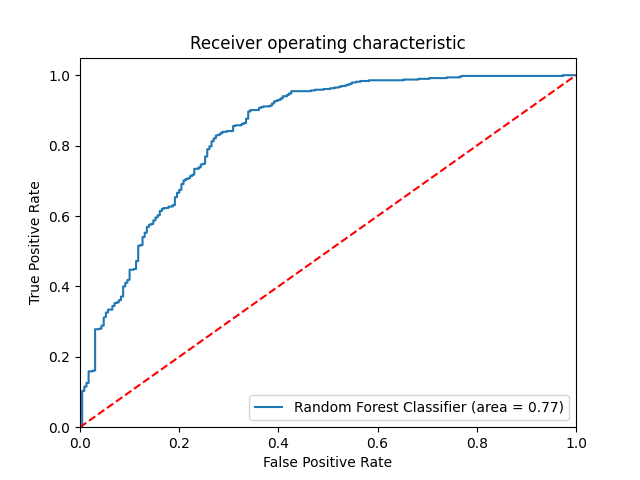 Receiver operating characteristic
True Positive Rate
1.0
0.8
0.6
0.4
0.2
0.0
Random Forest Classifier (area = 0.77)
0.0 0.2 0.4 0.6 0.8 1.0
False Positive Rate